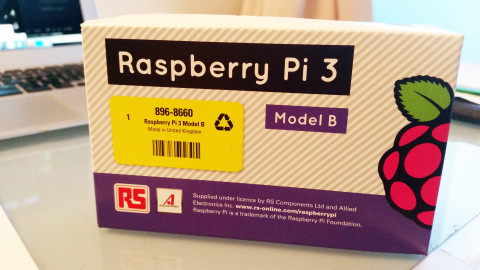 Raspberry Pi 3
Model B
1 896-8660
Raspberry Pi 3 Model B
Made in United Kingdom
RS
Supplied under licence by RS Components Ltd and Allied
Electronics Inc. www.rs-online.com/raspberrypi
Raspberry Pi is a trademark of the Raspberry Pi Foundation.